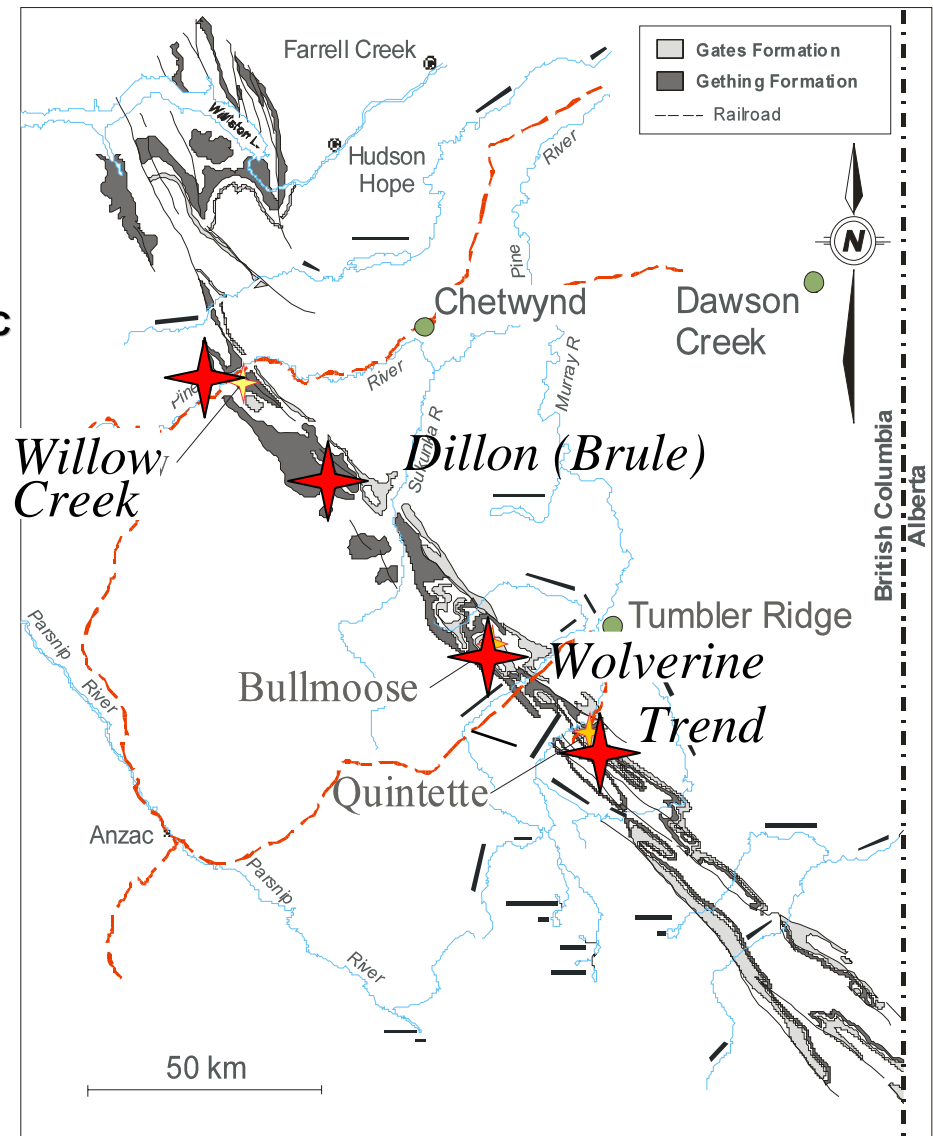 Farrell Creek
Gates Formation
Gething Formation
Railroad
Williston L.
Hudson
Hope
River
N
Pine
Chetwynd
Dawson
Creek
C
River
Murray R
Pine
Sukunka R
Willow
Creek
Dillon (Brule)
British Columbia
Alberta
Parsnip
River
Tumbler Ridge
Bullmoose
Wolverine
Trend
Quintette
Anzac
Parsnip
River
50 km